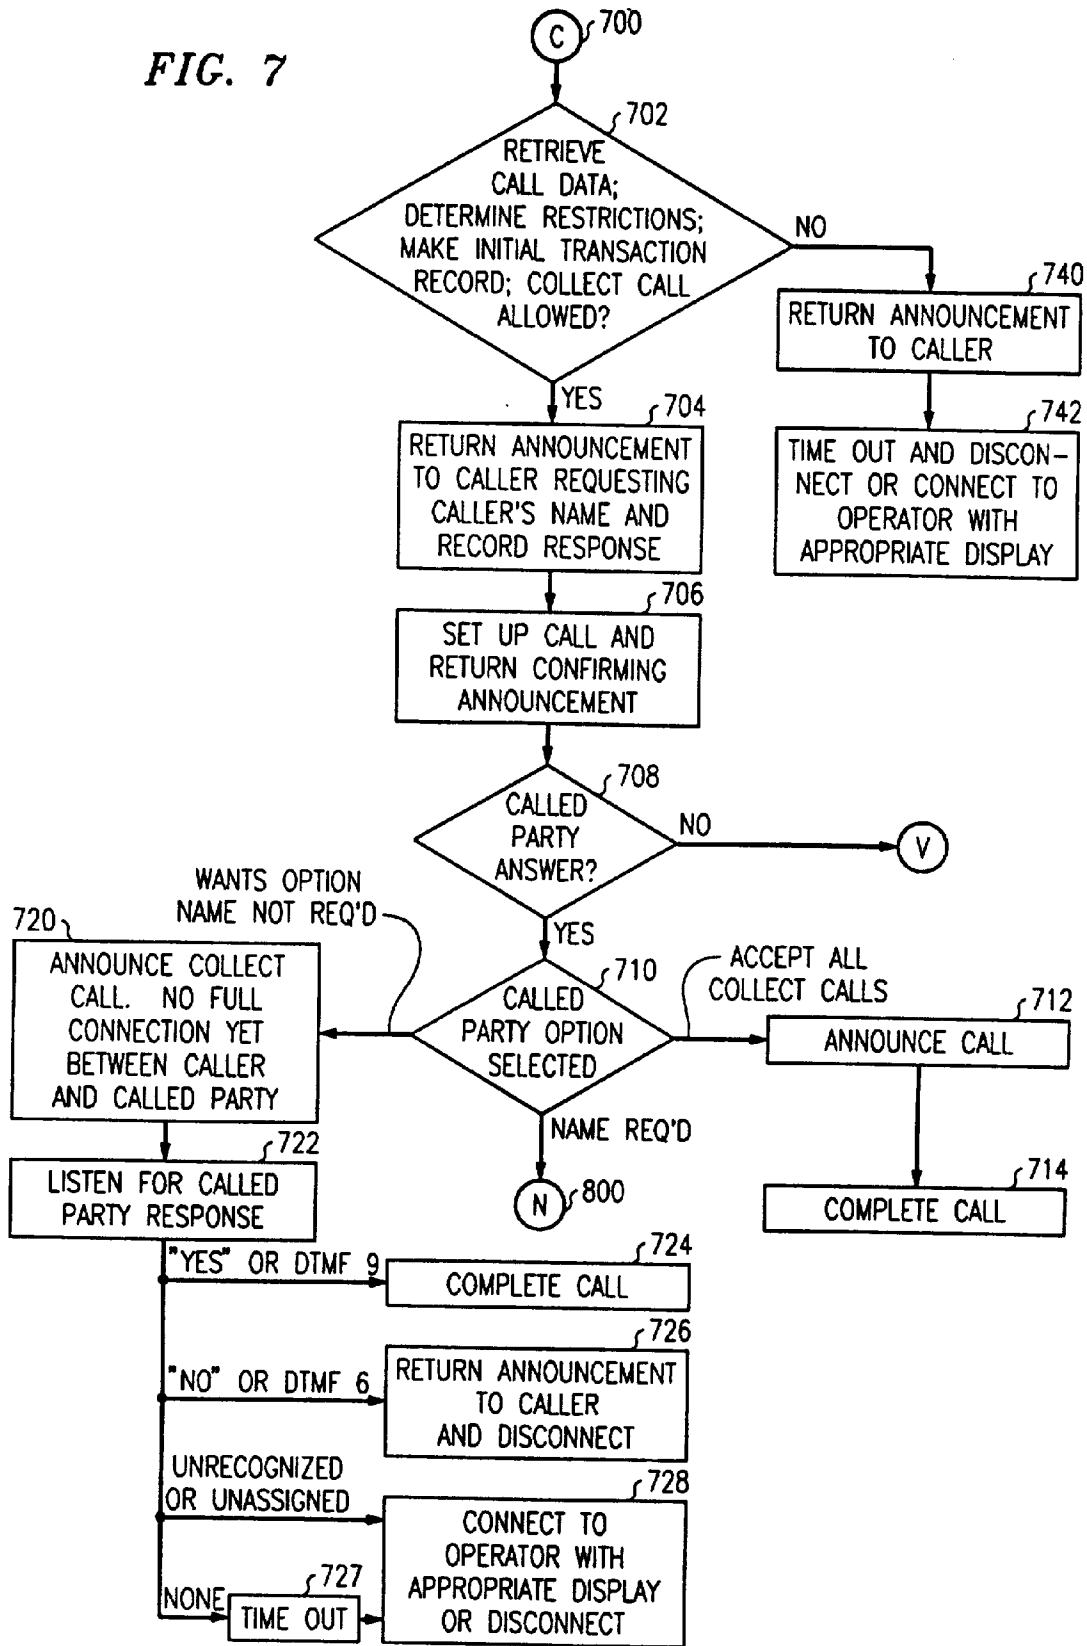 FIG. 7
C
700
702
RETRIEVE
CALL DATA;
DETERMINE RESTRICTIONS;
MAKE INITIAL TRANSACTION
RECORD; COLLECT CALL
ALLOWED?
NO
740
RETURN ANNOUNCEMENT
TO CALLER
742
TIME OUT AND DISCON-
NECT OR CONNECT TO
OPERATOR WITH
APPROPRIATE DISPLAY
YES
704
RETURN ANNOUNCEMENT
TO CALLER REQUESTING
CALLER'S NAME AND
RECORD RESPONSE
706
SET UP CALL AND
RETURN CONFIRMING
ANNOUNCEMENT
708
CALLED
PARTY
ANSWER?
NO
V
YES
710
CALLED
PARTY OPTION
SELECTED
WANTS OPTION
NAME NOT REQ'D
ACCEPT ALL
COLLECT CALLS
712
ANNOUNCE CALL
714
COMPLETE CALL
NAME REQ'D
N
800
720
ANNOUNCE COLLECT
CALL. NO FULL
CONNECTION YET
BETWEEN CALLER
AND CALLED PARTY
722
LISTEN FOR CALLED
PARTY RESPONSE
"YES" OR DTMF 9
724
COMPLETE CALL
"NO" OR DTMF 6
726
RETURN ANNOUNCEMENT
TO CALLER
AND DISCONNECT
UNRECOGNIZED
OR UNASSIGNED
728
CONNECT TO
OPERATOR WITH
APPROPRIATE DISPLAY
OR DISCONNECT
NONE
727
TIME OUT